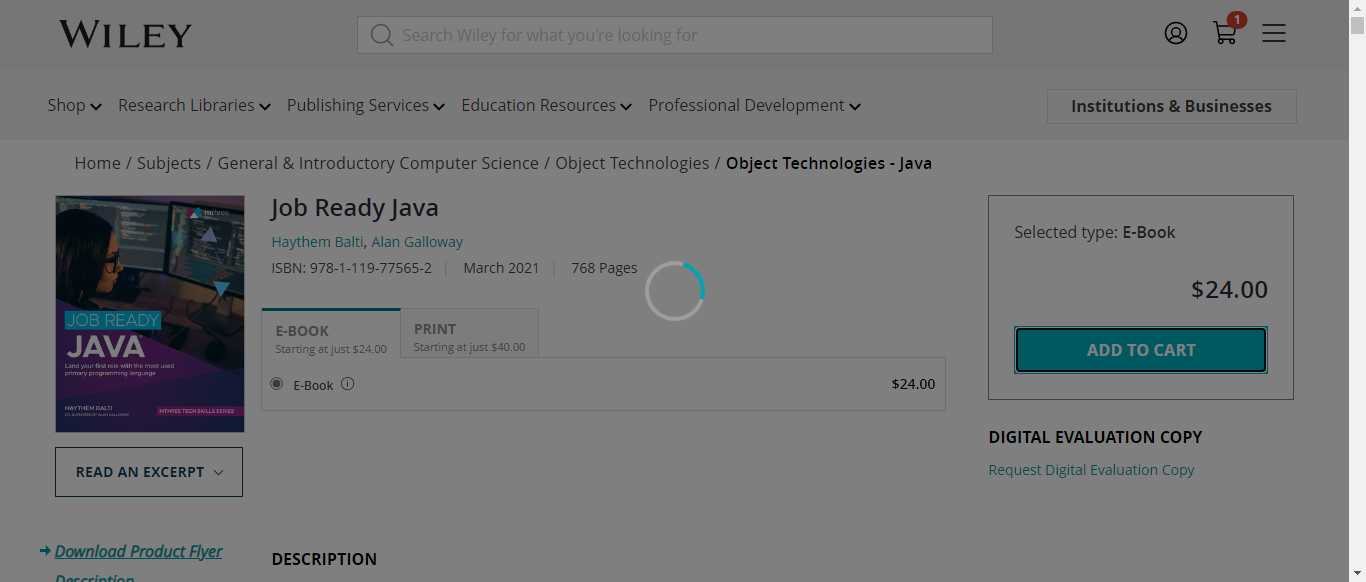 WILEY
Search Wiley for what you're looking for
1
Shop
Research Libraries
Publishing Services
Education Resources
Professional Development
Institutions & Businesses
Home / Subjects / General & Introductory Computer Science / Object Technologies / Object Technologies - Java
mthree
JOB READY
JAVA
Land your first role with the most used
primary programming language
HAYTHEM BALTI
CO-AUTHORED BY ALAN GALLOWAY
MTHREE TECH SKILLS SERIES
READ AN EXCERPT
Job Ready Java
Haythem Balti, Alan Galloway
ISBN: 978-1-119-77565-2 | March 2021 | 768 Pages
E-BOOK
Starting at just $24.00
PRINT
Starting at just $40.00
E-Book
$24.00
Selected type: E-Book
$24.00
ADD TO CART
DIGITAL EVALUATION COPY
Request Digital Evaluation Copy
Download Product Flyer
Description
DESCRIPTION